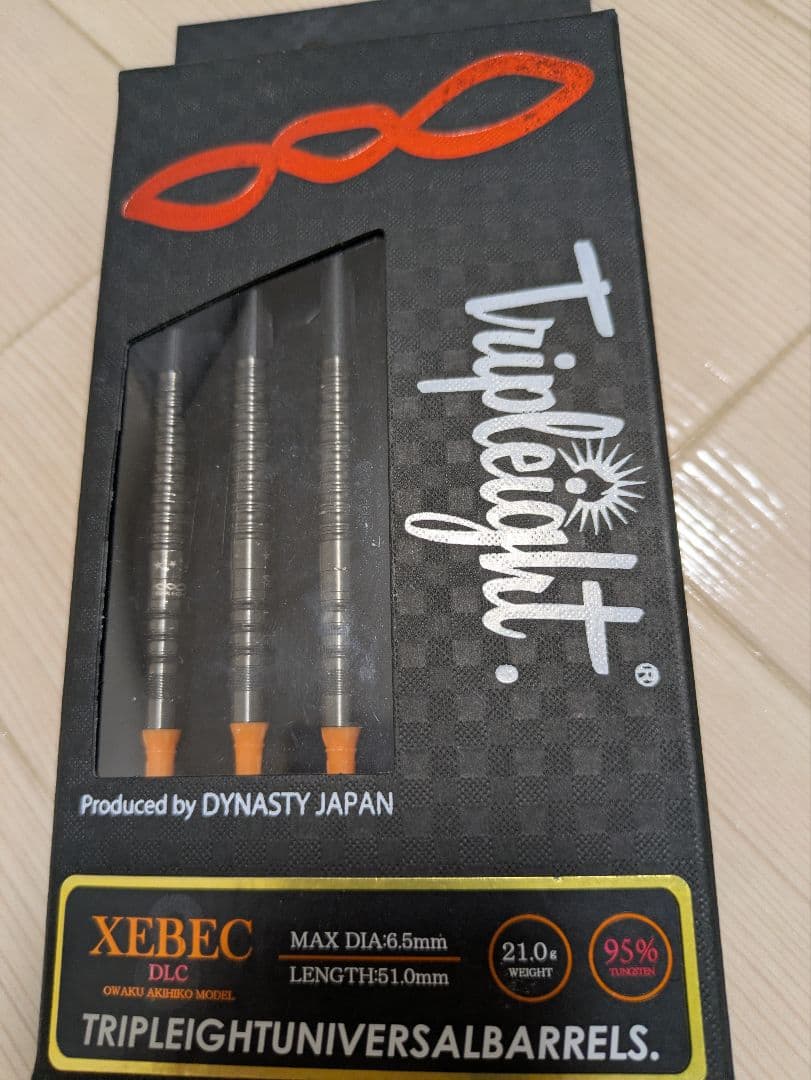 Tripleight.
®
Produced by DYNASTY JAPAN
XEBEC
DLC
OWAKU AKIHIKO MODEL
MAX DIA:6.5mm
LENGTH:51.0mm
21.0g
WEIGHT
95%
TUNGSTEN
TRIPLEIGHTUNIVERSALBARRELS.